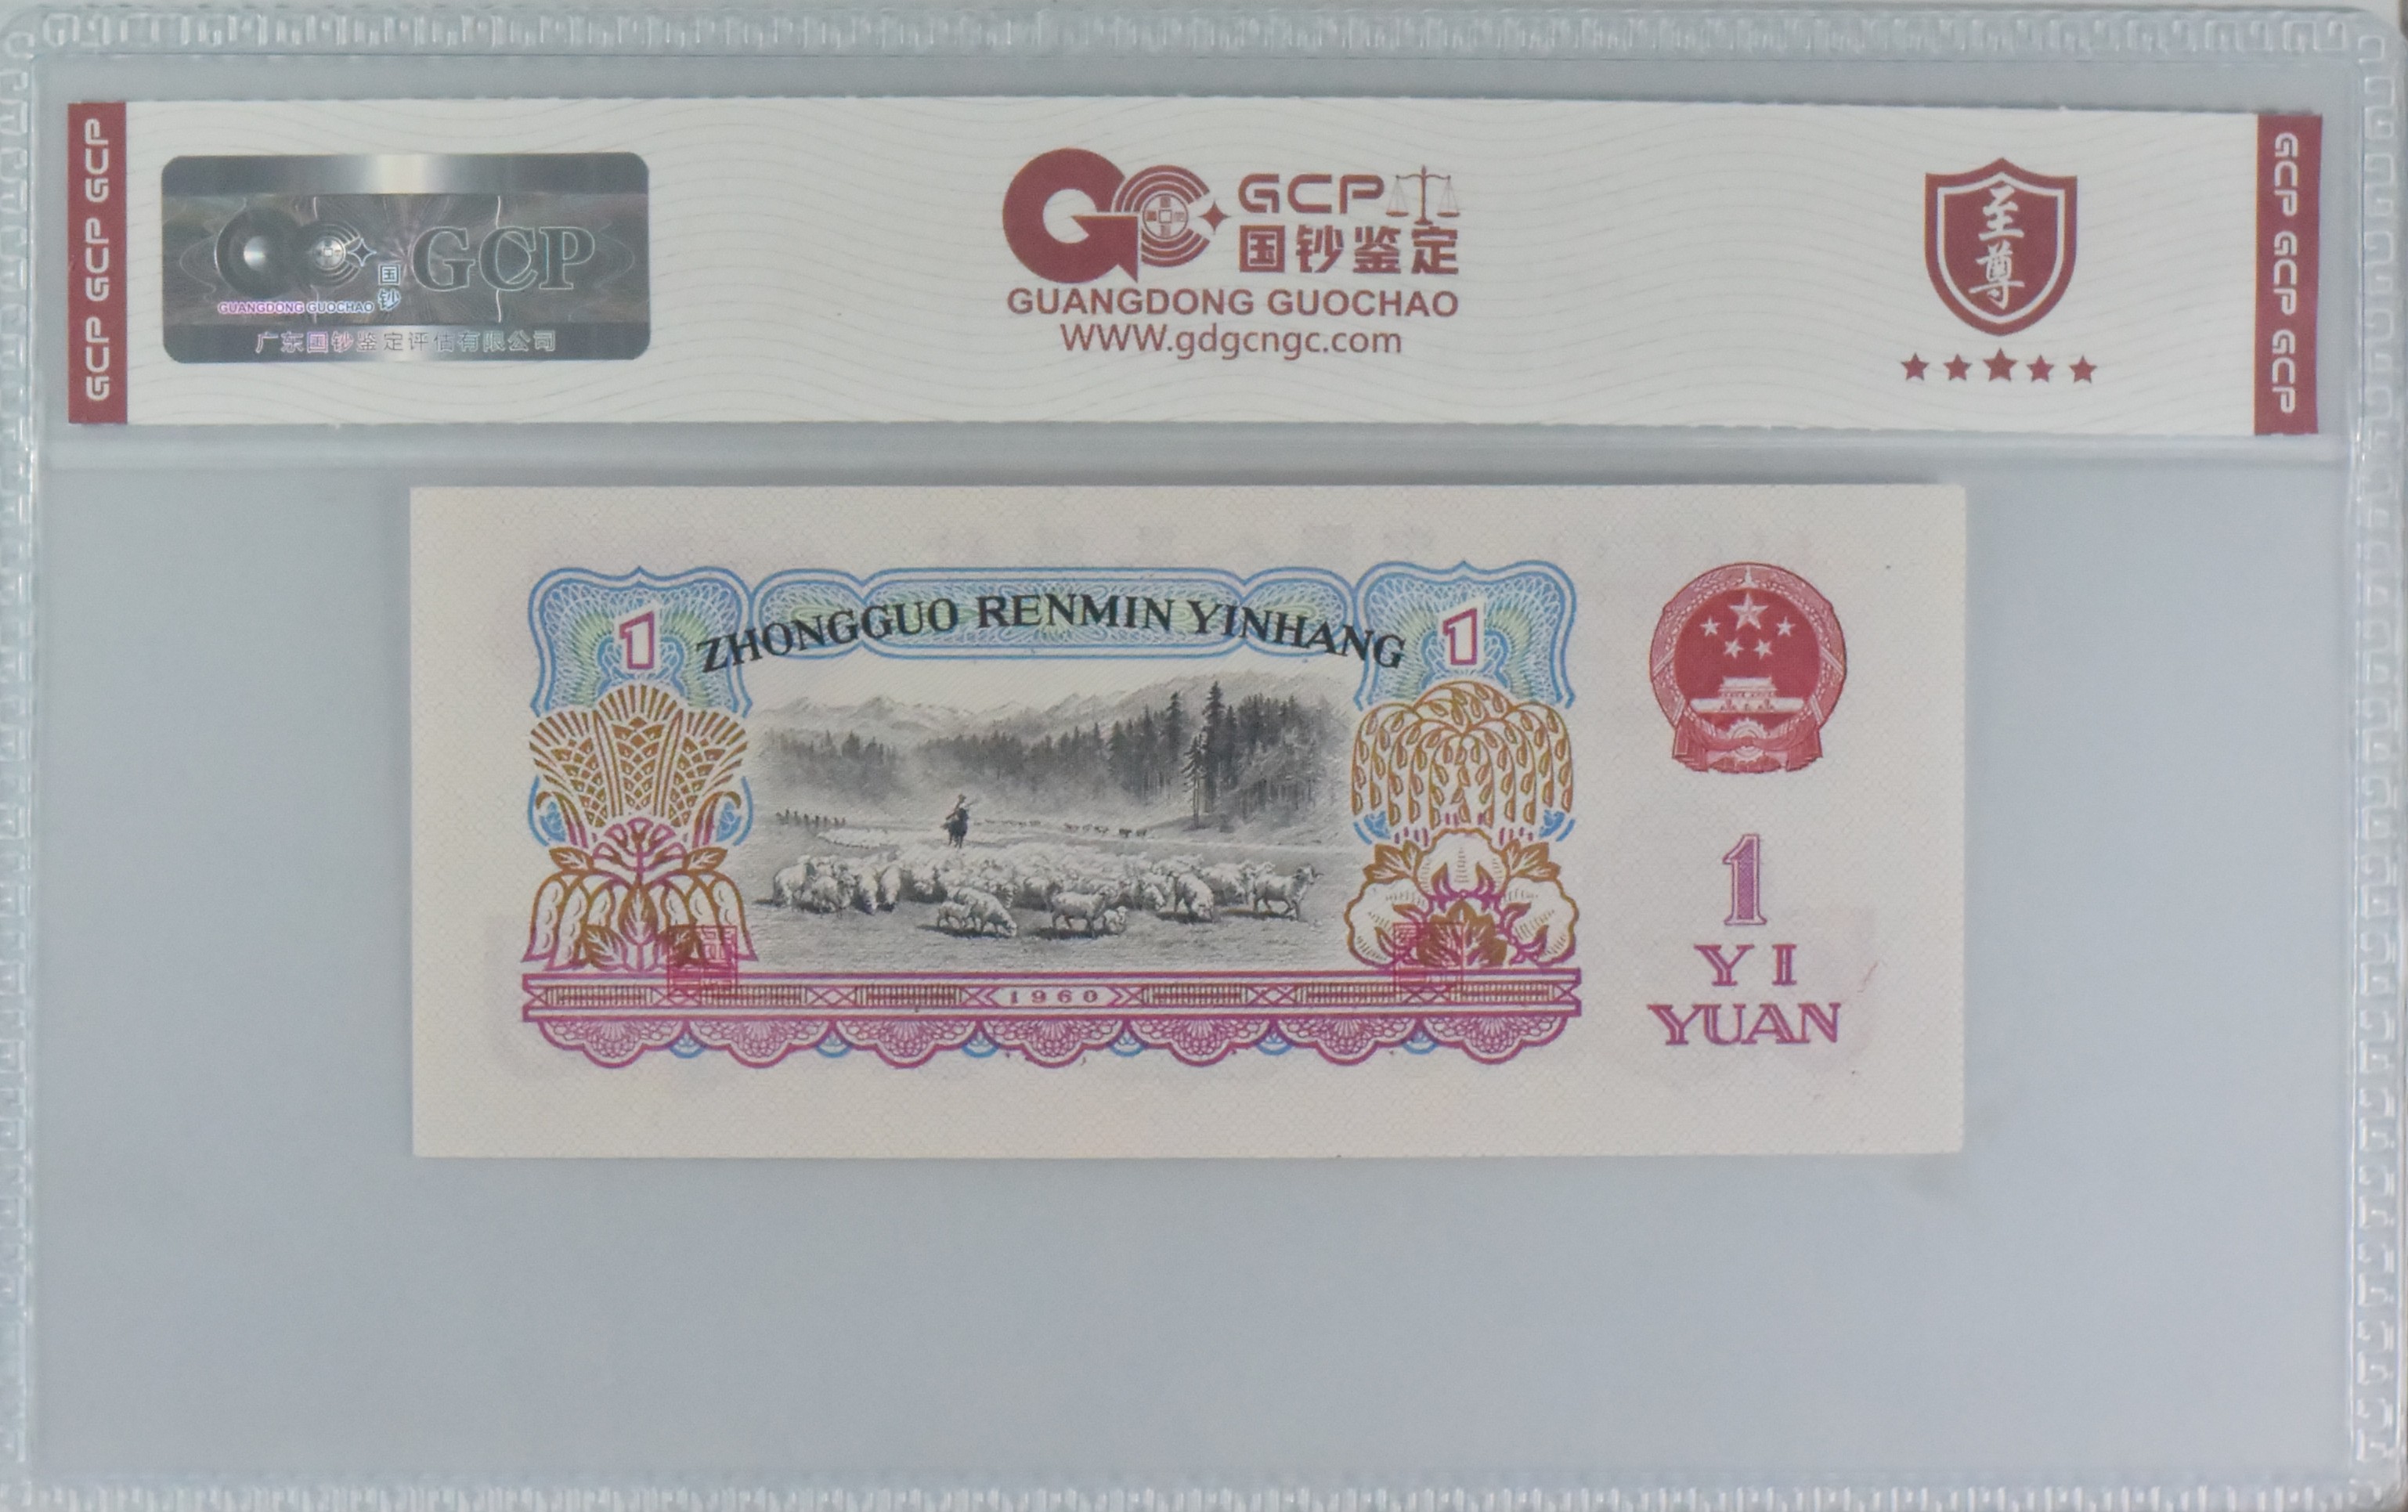 GCP GCP GCP
国钞
GCP
GUANGDONG GUOCHAO
广东国钞鉴定评估有限公司
GCP
国钞鉴定
GUANGDONG GUOCHAO
WWW.gdgcngc.com
至尊
GCP GCP GCP
ZHONGGUO RENMIN YINHANG
1
1
1960
1
YI
YUAN